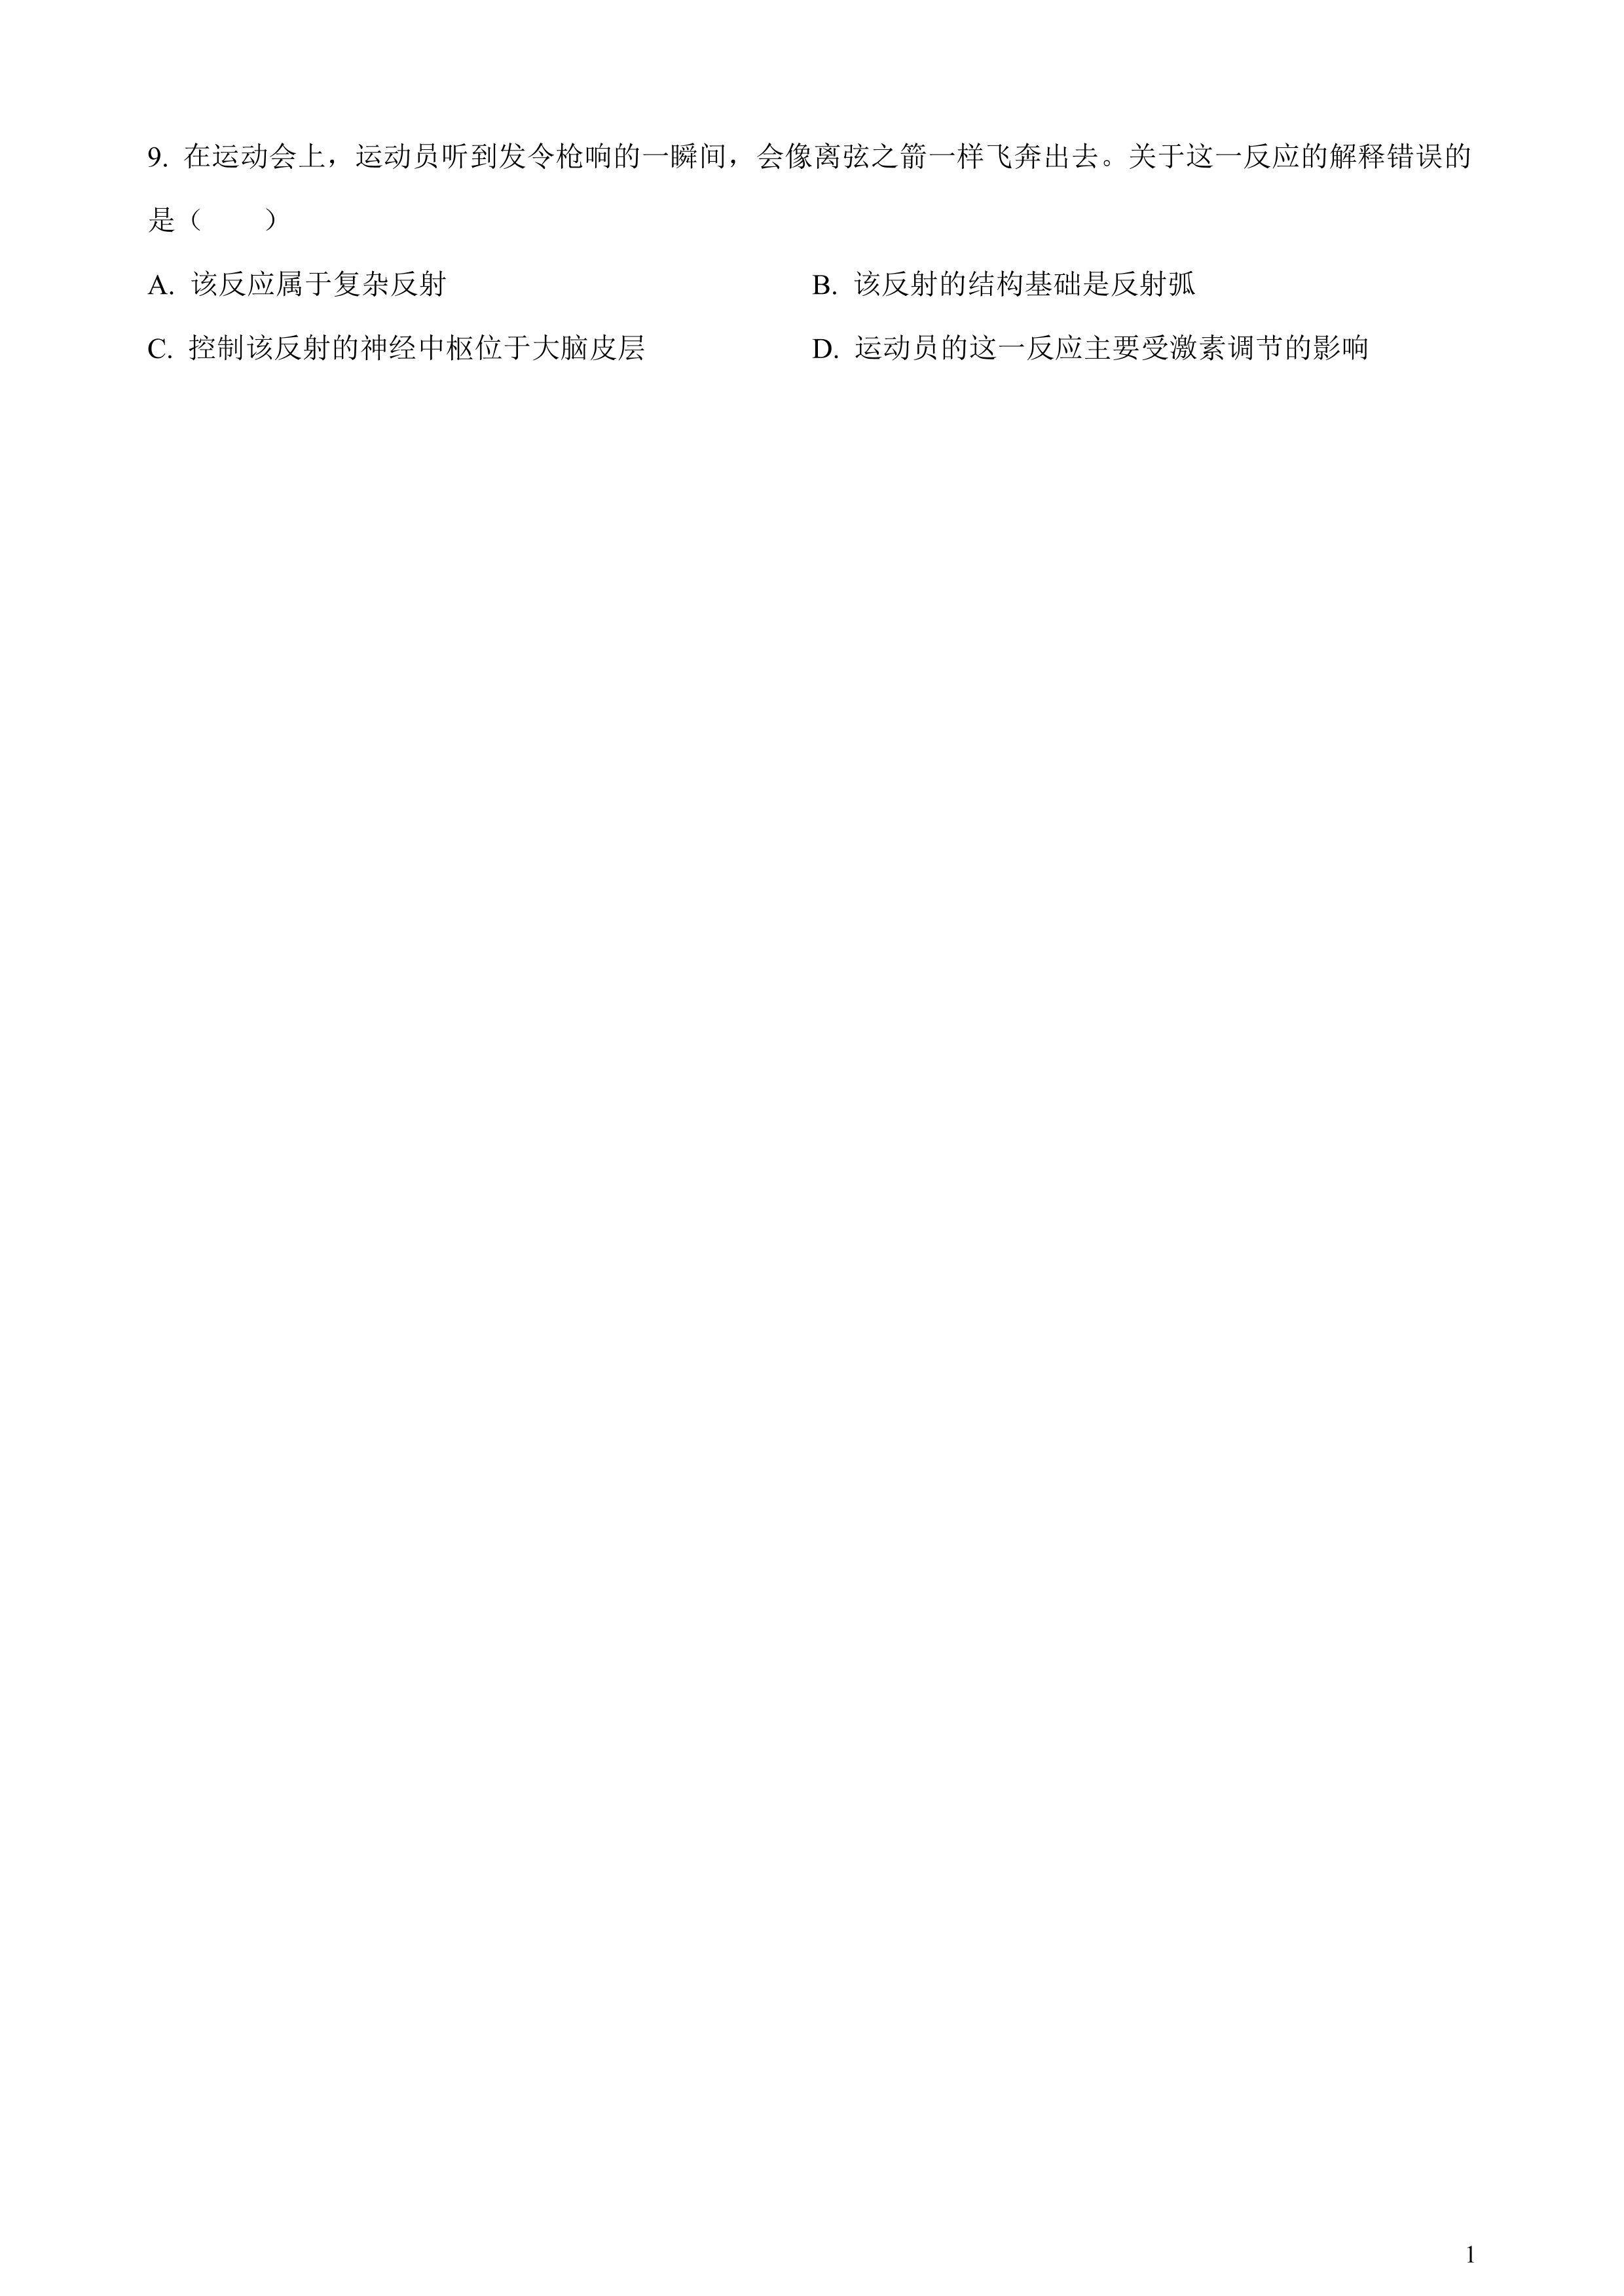 9. 在运动会上，运动员听到发令枪响的一瞬间，会像离弦之箭一样飞奔出去。关于这一反应的解释错误的
是（　　）
A. 该反应属于复杂反射　　B. 该反射的结构基础是反射弧
C. 控制该反射的神经中枢位于大脑皮层　　D. 运动员的这一反应主要受激素调节的影响
1